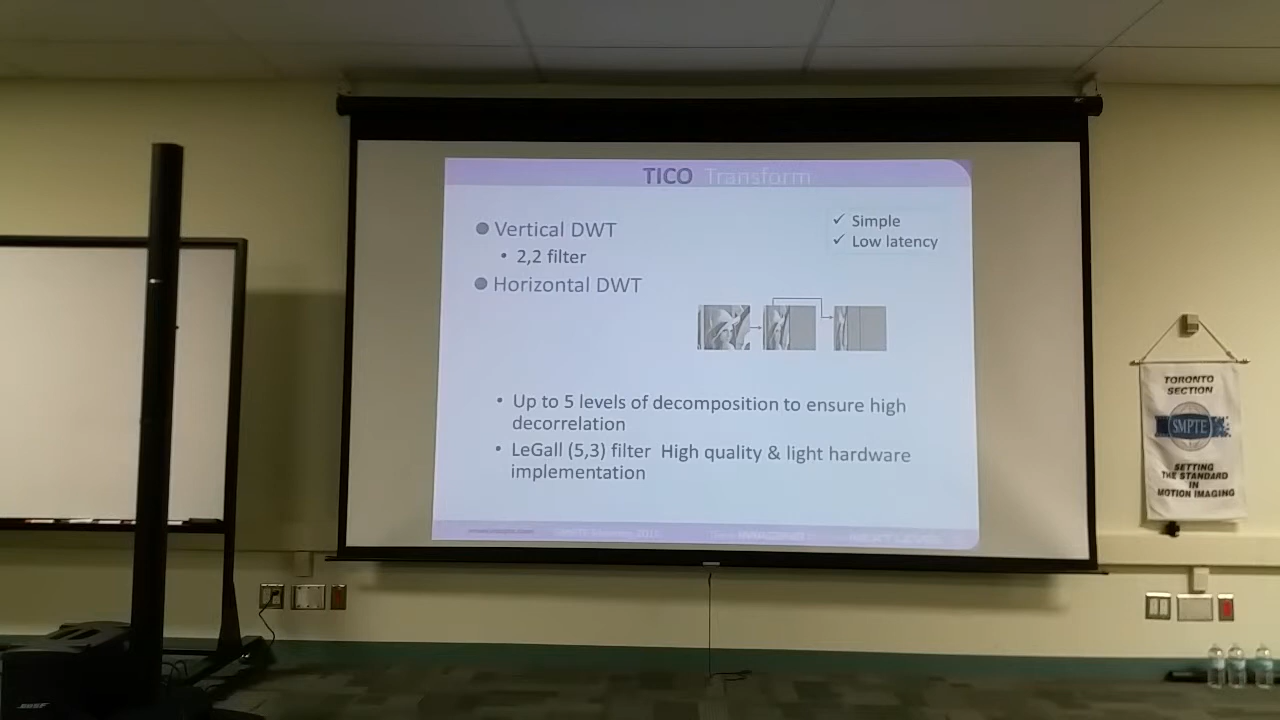 TICO Transform
Simple
Low latency
Vertical DWT
2,2 filter
Horizontal DWT
Up to 5 levels of decomposition to ensure high
decorrelation
LeGall (5,3) filter High quality & light hardware
implementation
TORONTO
SECTION
SMPTE
SETTING
THE STANDARD
IN
MOTION IMAGING
BOSE